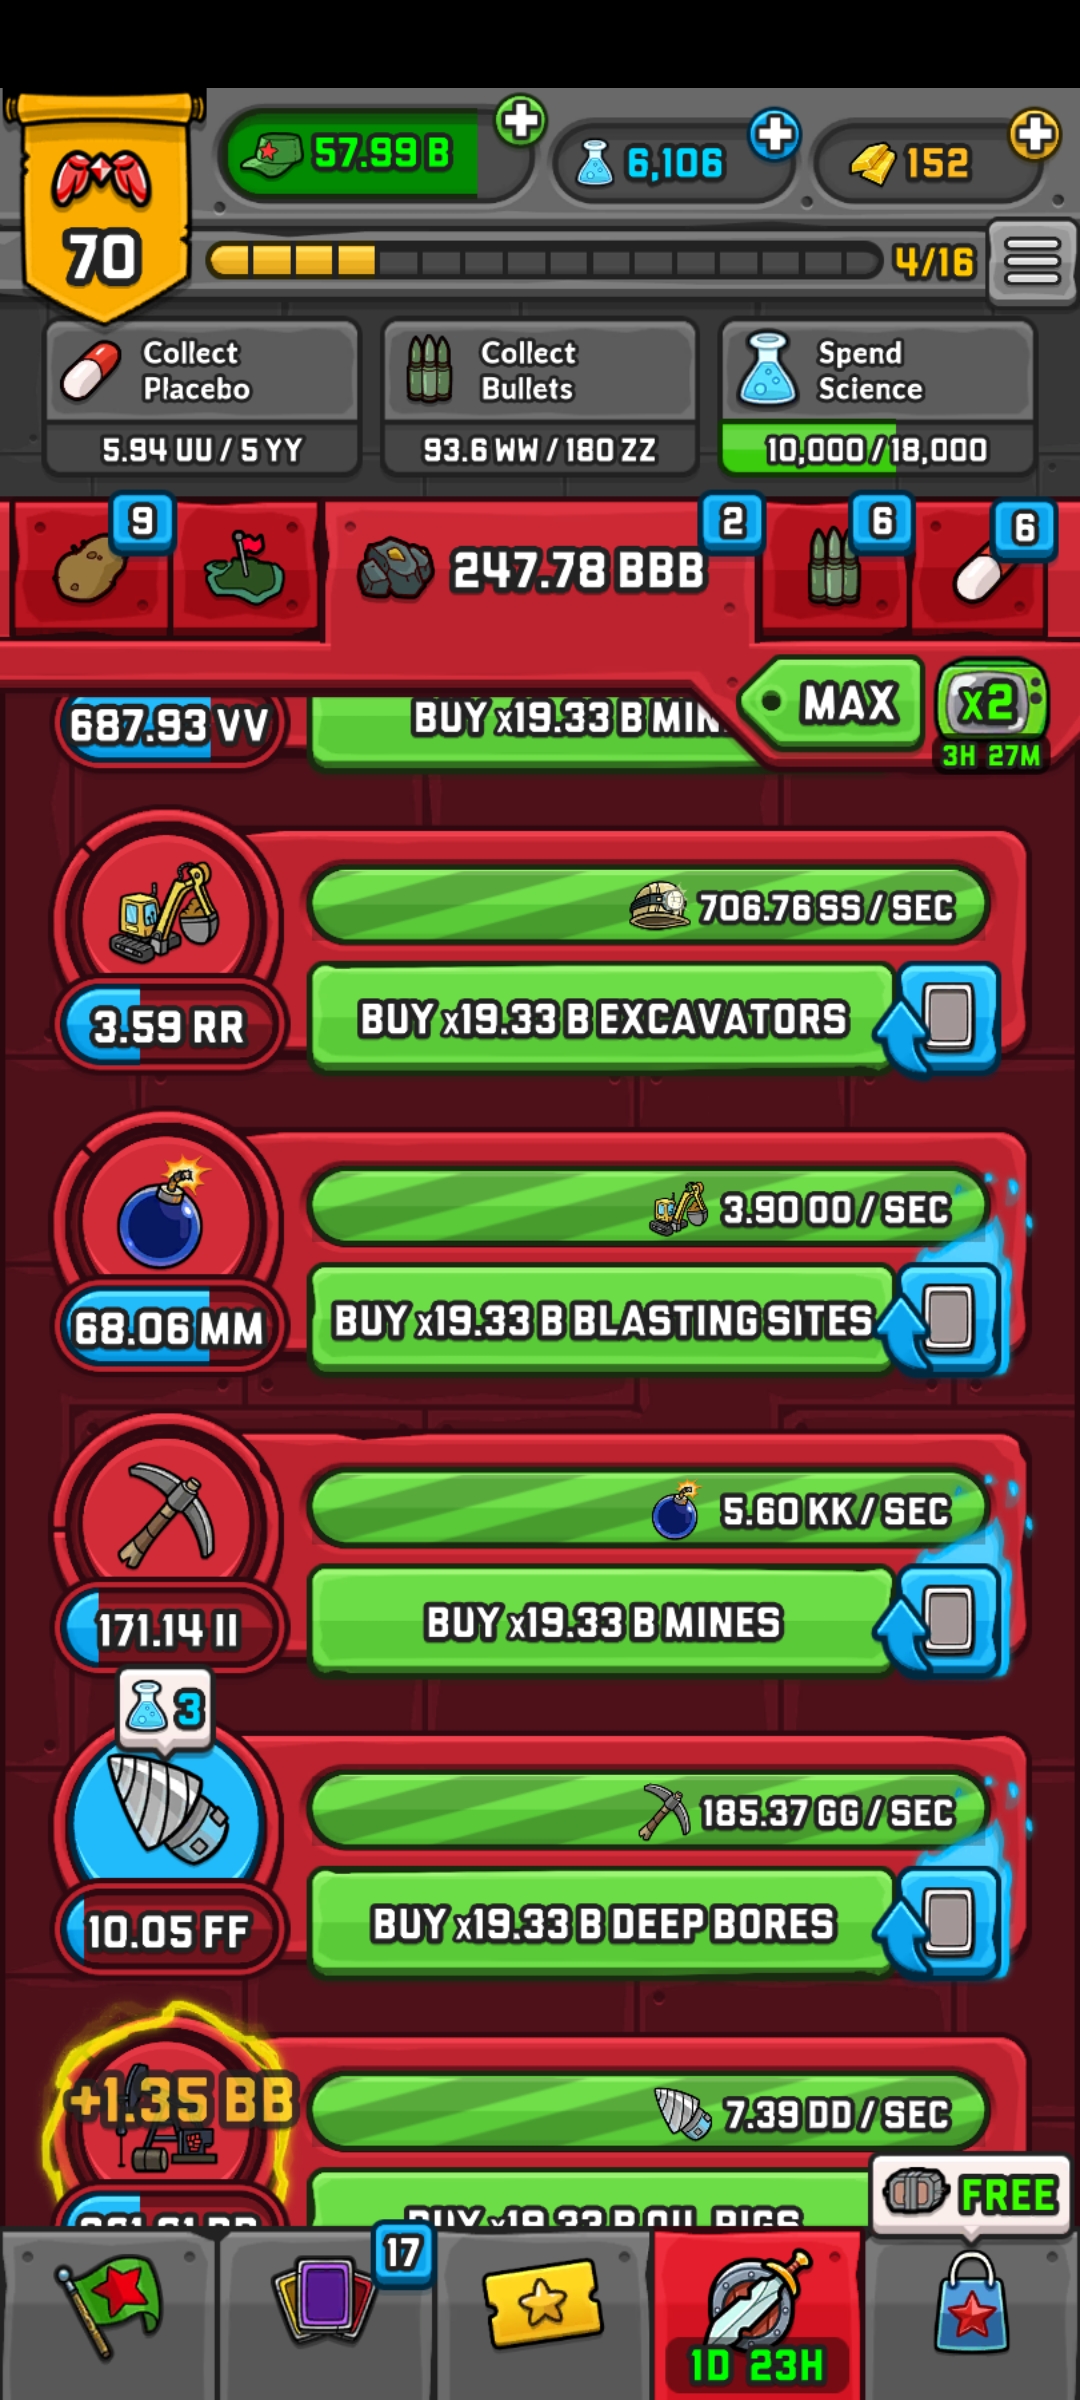 57.99 B
6,106
152
70
4/16
Collect
Placebo
5.94 UU / 5 YY
Collect
Bullets
93.6 WW / 180 ZZ
Spend
Science
10,000 / 18,000
9
247.78 BBB
2
6
6
MAX
x2
3H 27M
687.93 VV
BUY x19.33 B MIN
706.76 SS / SEC
3.59 RR
BUY x19.33 B EXCAVATORS
3.90 OO / SEC
68.06 MM
BUY x19.33 B BLASTING SITES
5.60 KK / SEC
171.14 II
BUY x19.33 B MINES
3
185.37 GG / SEC
10.05 FF
BUY x19.33 B DEEP BORES
+1.35 BB
7.39 DD / SEC
BUY x19.33 B OIL RIGS
FREE
17
1D 23H